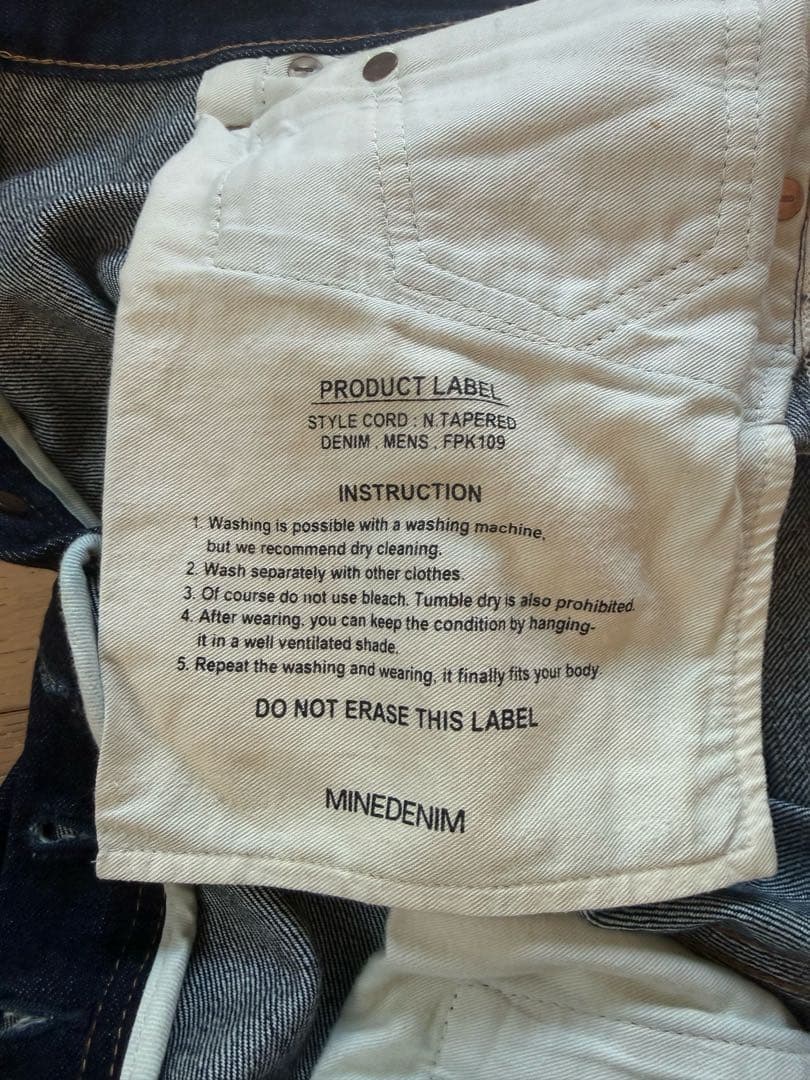 PRODUCT LABEL
STYLE CORD : N.TAPERED
DENIM , MENS , FPK109
INSTRUCTION
1. Washing is possible with a washing machine,
but we recommend dry cleaning.
2. Wash separately with other clothes.
3. Of course do not use bleach. Tumble dry is also prohibited.
4. After wearing, you can keep the condition by hanging-
it in a well ventilated shade.
5. Repeat the washing and wearing, it finally fits your body.
DO NOT ERASE THIS LABEL
MINEDENIM